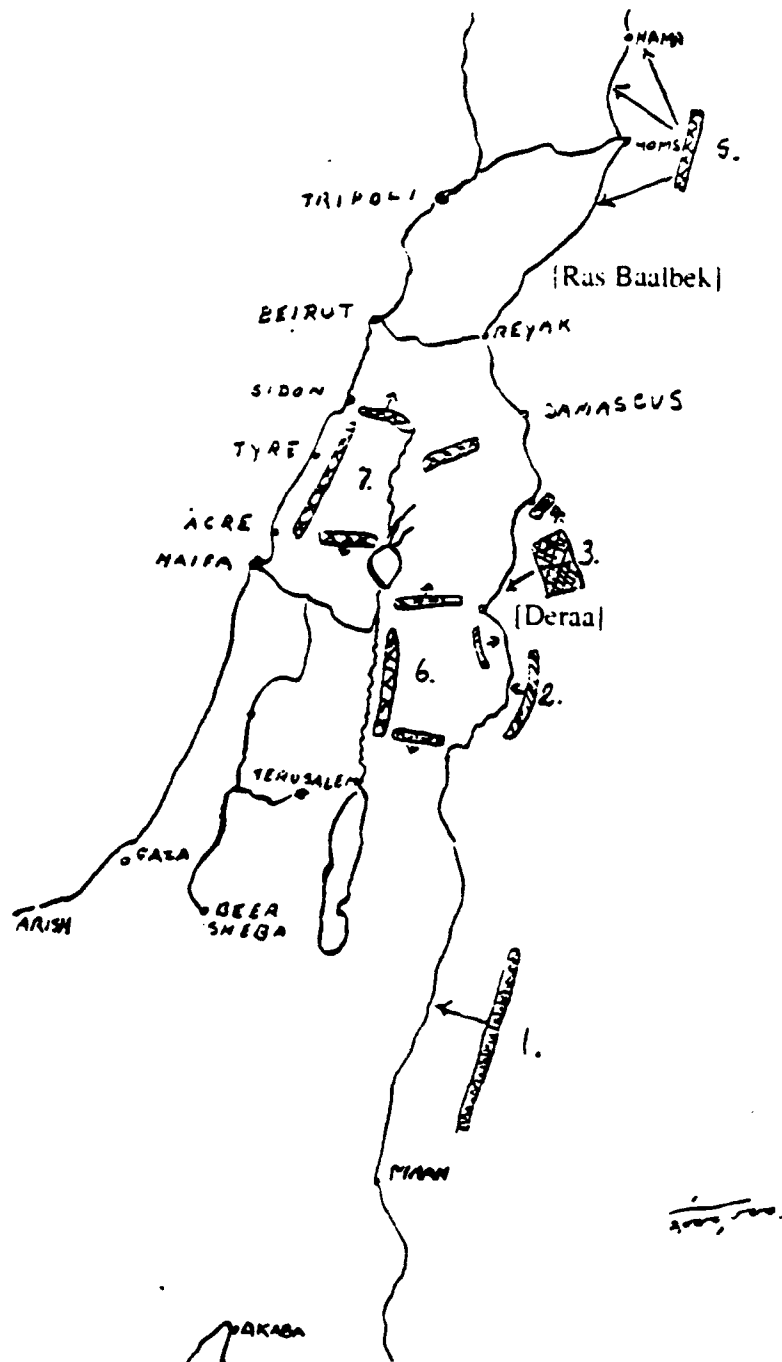 HAMA
HOMS
5.
TRIPOLI
[Ras Baalbek]
BEIRUT
REYAK
SIDON
DAMASCUS
TYRE
7.
4.
ACRE
3.
HAIFA
[Deraa]
6.
2.
JERUSALEM
GAZA
BEER
SHEBA
ARISH
1.
MAAN
AKABA